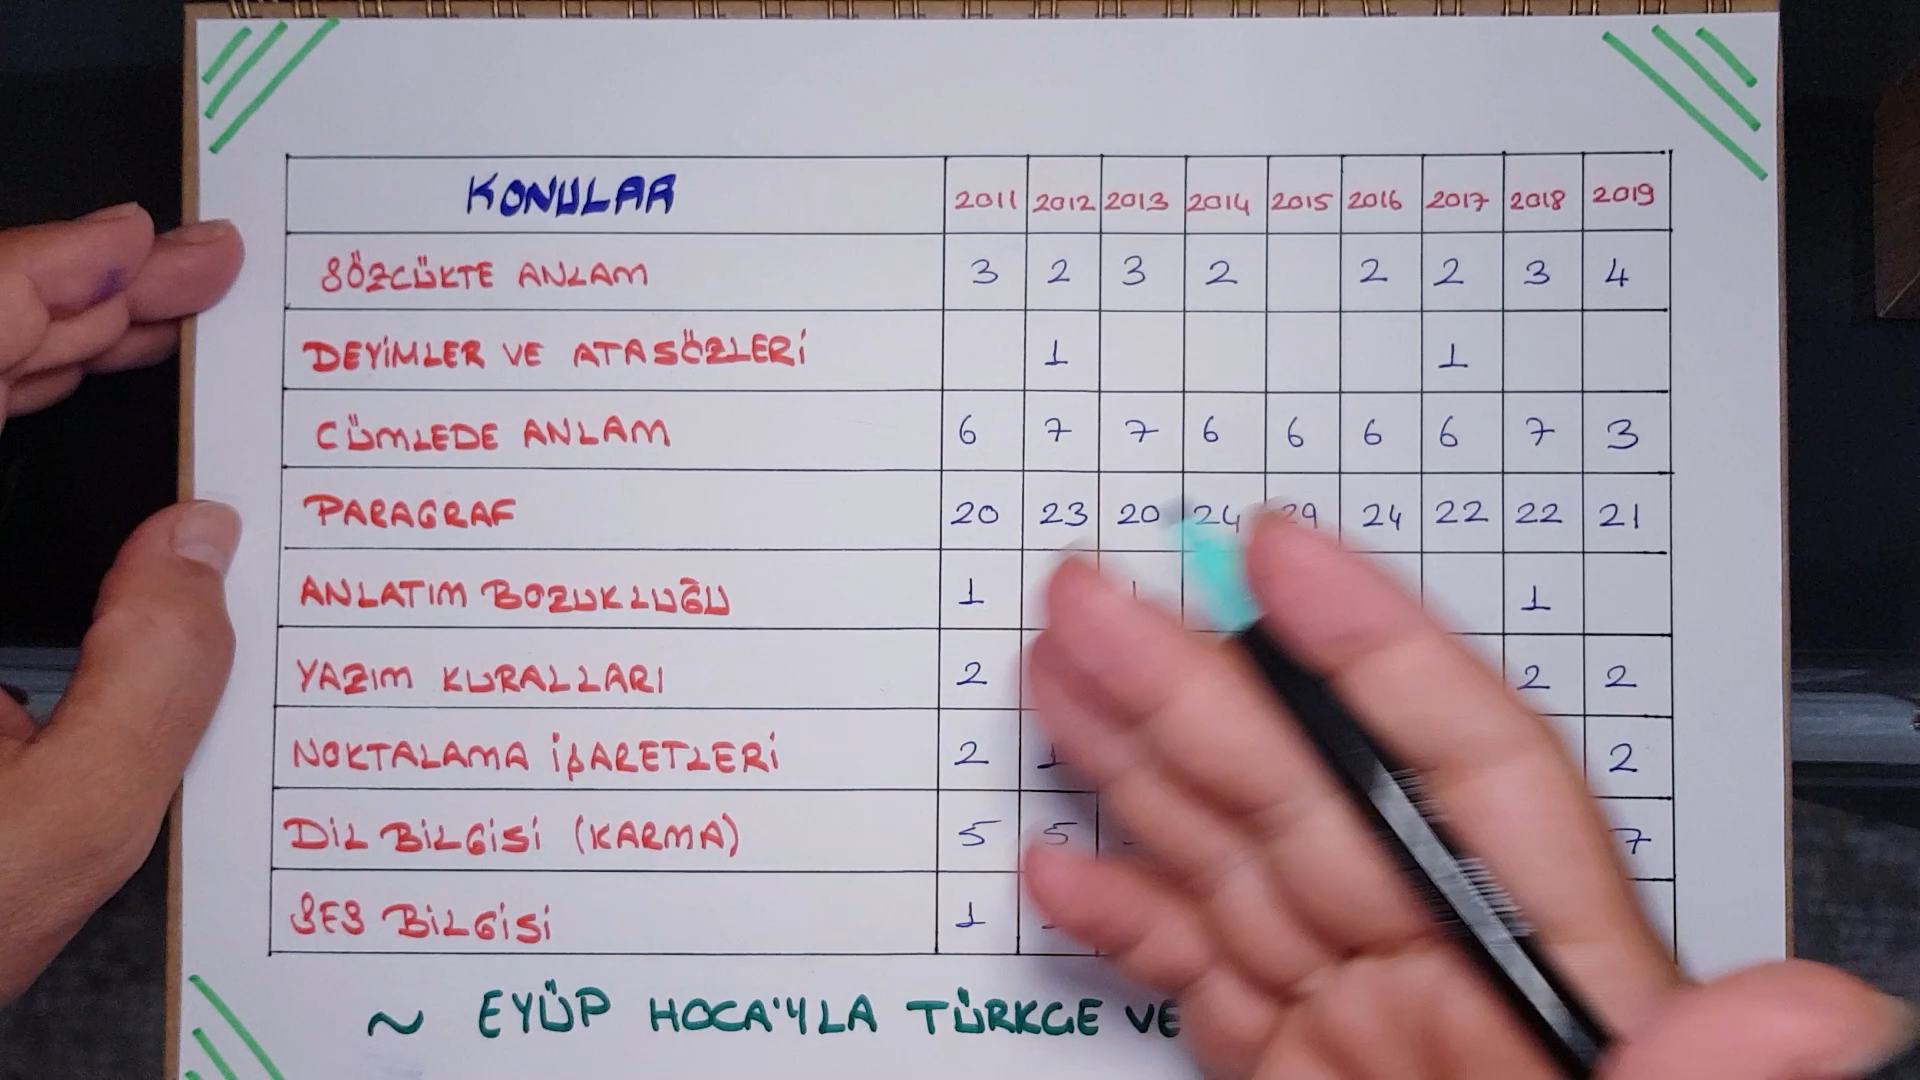 KONULAR 2011 2012 2013 2014 2015 2016 2017 2018 2019
SÖZCÜKTE ANLAM 3 2 3 2 2 2 3 4
DEYİMLER VE ATASÖZLERİ 1 1
CÜMLEDE ANLAM 6 7 7 6 6 6 6 7 3
PARAGRAF 20 23 20 24 29 24 22 22 21
ANLATIM BOZUKLUĞU 1 1 1
YAZIM KURALLARI 2 2 2
NOKTALAMA İŞARETLERİ 2 1 2
DİL BİLGİSİ (KARMA) 5 5 7
SES BİLGİSİ 1
~ EYÜP HOCA'YLA TÜRKÇE VE